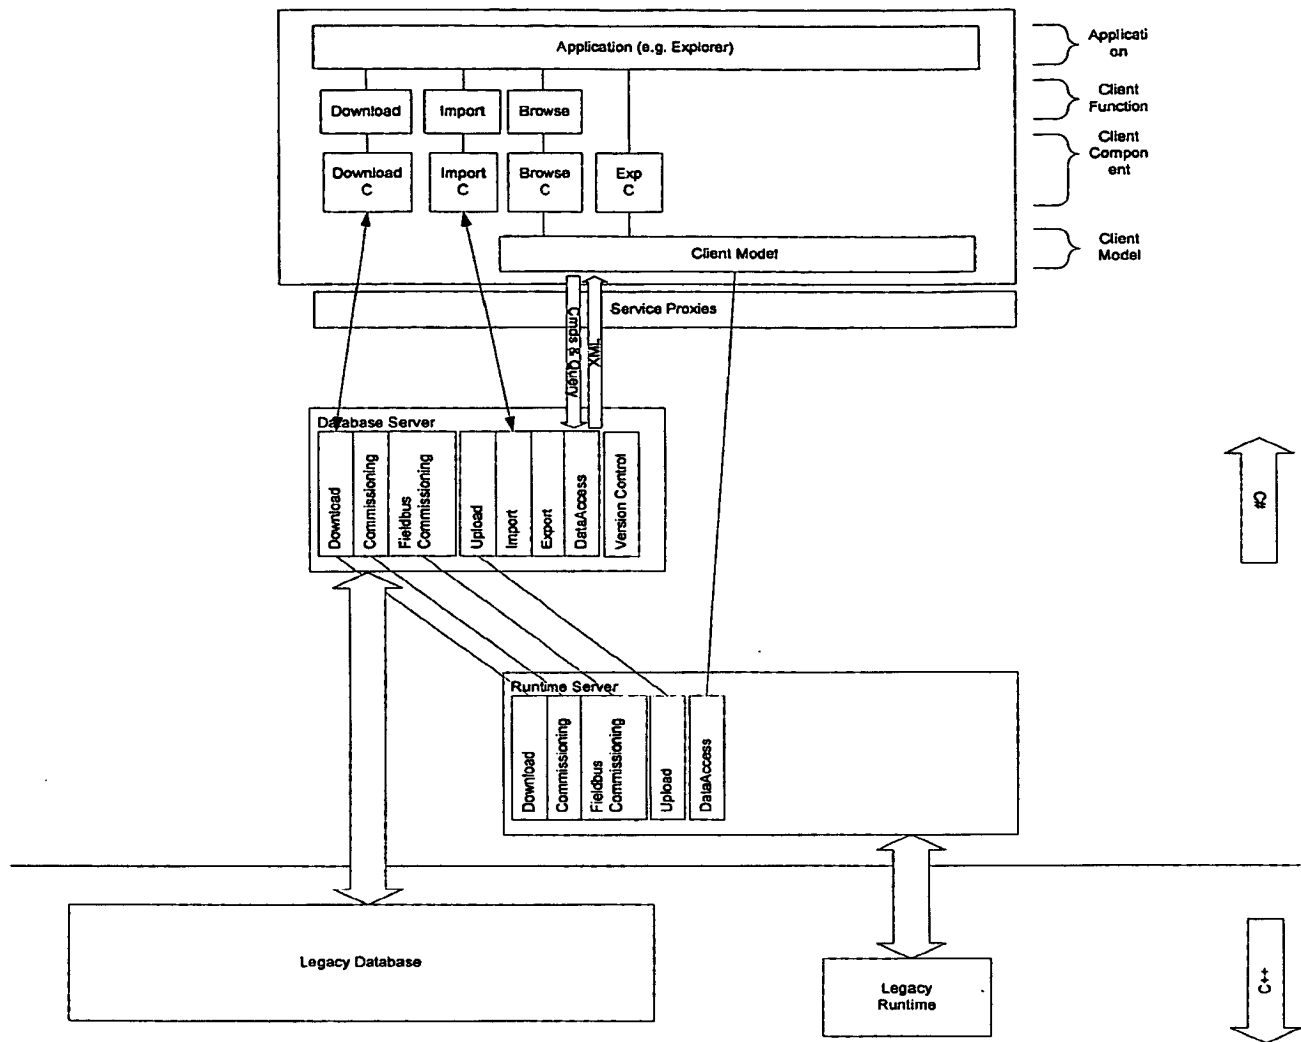 Application (e.g. Explorer)
Applicati
on
Download
Import
Browse
Client
Function
Download
C
Import
C
Browse
C
Exp
C
Client
Compon
ent
Client Model
Client
Model
Service Proxies
Cmds & Query
XML
Database Server
Download
Commissioning
Fieldbus
Commissioning
Upload
Import
Export
DataAccess
Version Control
C#
Runtime Server
Download
Commissioning
Fieldbus
Commissioning
Upload
DataAccess
Legacy Database
Legacy
Runtime
C++